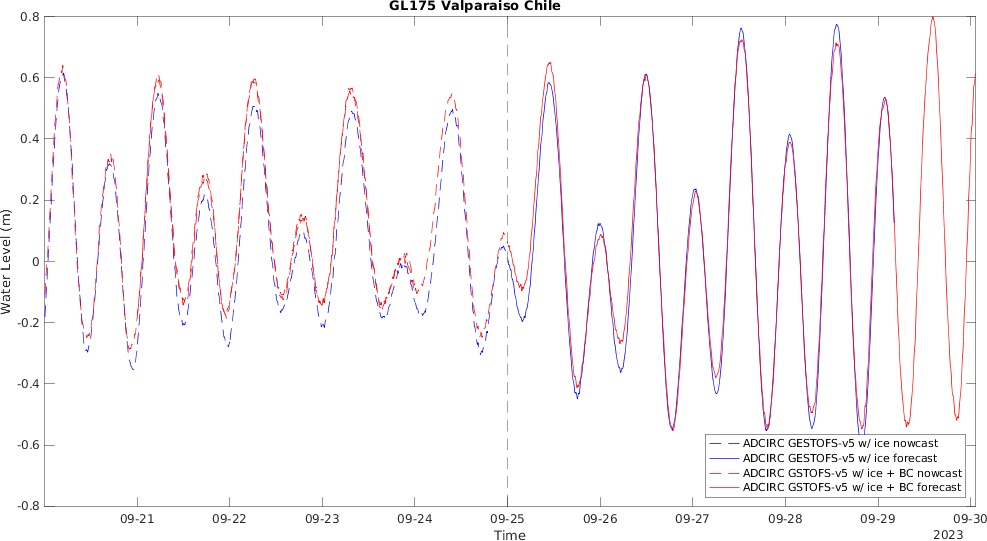 GL175 Valparaiso Chile
0.8
0.6
0.4
0.2
0
-0.2
-0.4
-0.6
-0.8
Water Level (m)
ADCIRC GESTOFS-v5 w/ ice nowcast
ADCIRC GESTOFS-v5 w/ ice forecast
ADCIRC GSTOFS-v5 w/ ice + BC nowcast
ADCIRC GSTOFS-v5 w/ ice + BC forecast
09-21 09-22 09-23 09-24 09-25 09-26 09-27 09-28 09-29 09-30
Time
2023